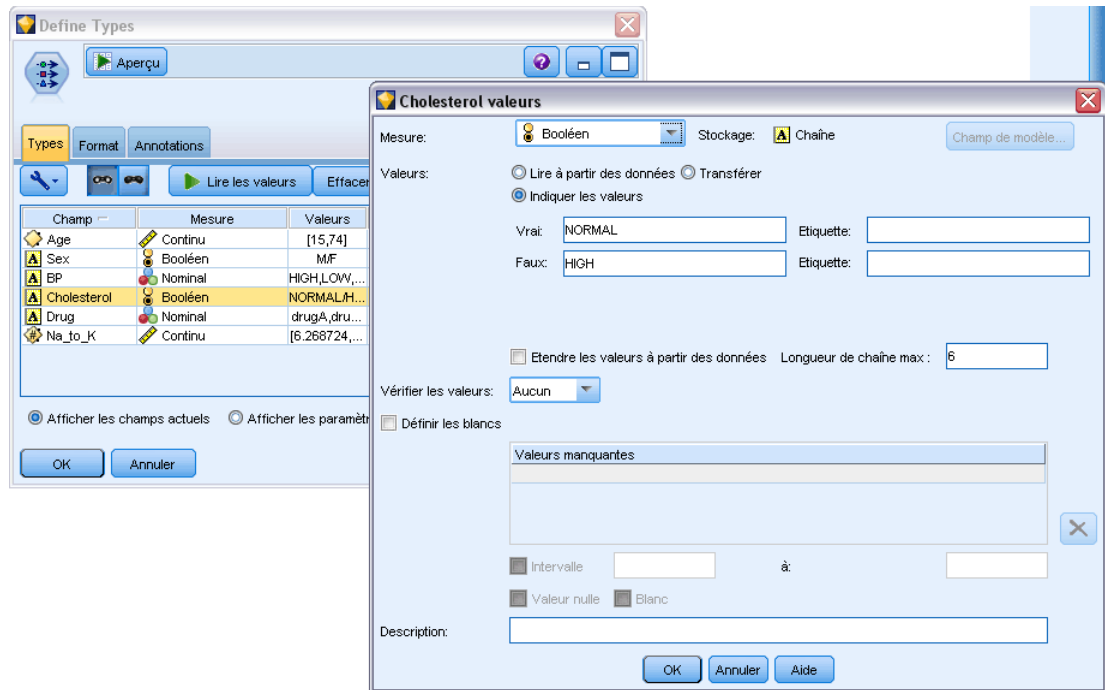 Define Types
Aperçu
Types Format Annotations
Lire les valeurs Effacer
Champ Mesure Valeurs
Age Continu [15,74]
A Sex Booléen M/F
A BP Nominal HIGH,LOW,...
A Cholesterol Booléen NORMAL/H...
A Drug Nominal drugA,dru...
# Na_to_K Continu [6.268724,...
Afficher les champs actuels Afficher les paramètr
OK Annuler
Cholesterol valeurs
Mesure: Booléen Stockage: A Chaîne Champ de modèle...
Valeurs: Lire à partir des données Transférer
Indiquer les valeurs
Vrai: NORMAL Etiquette:
Faux: HIGH Etiquette:
Etendre les valeurs à partir des données Longueur de chaîne max : 6
Vérifier les valeurs: Aucun
Définir les blancs
Valeurs manquantes
Intervalle à:
Valeur nulle Blanc
Description:
OK Annuler Aide